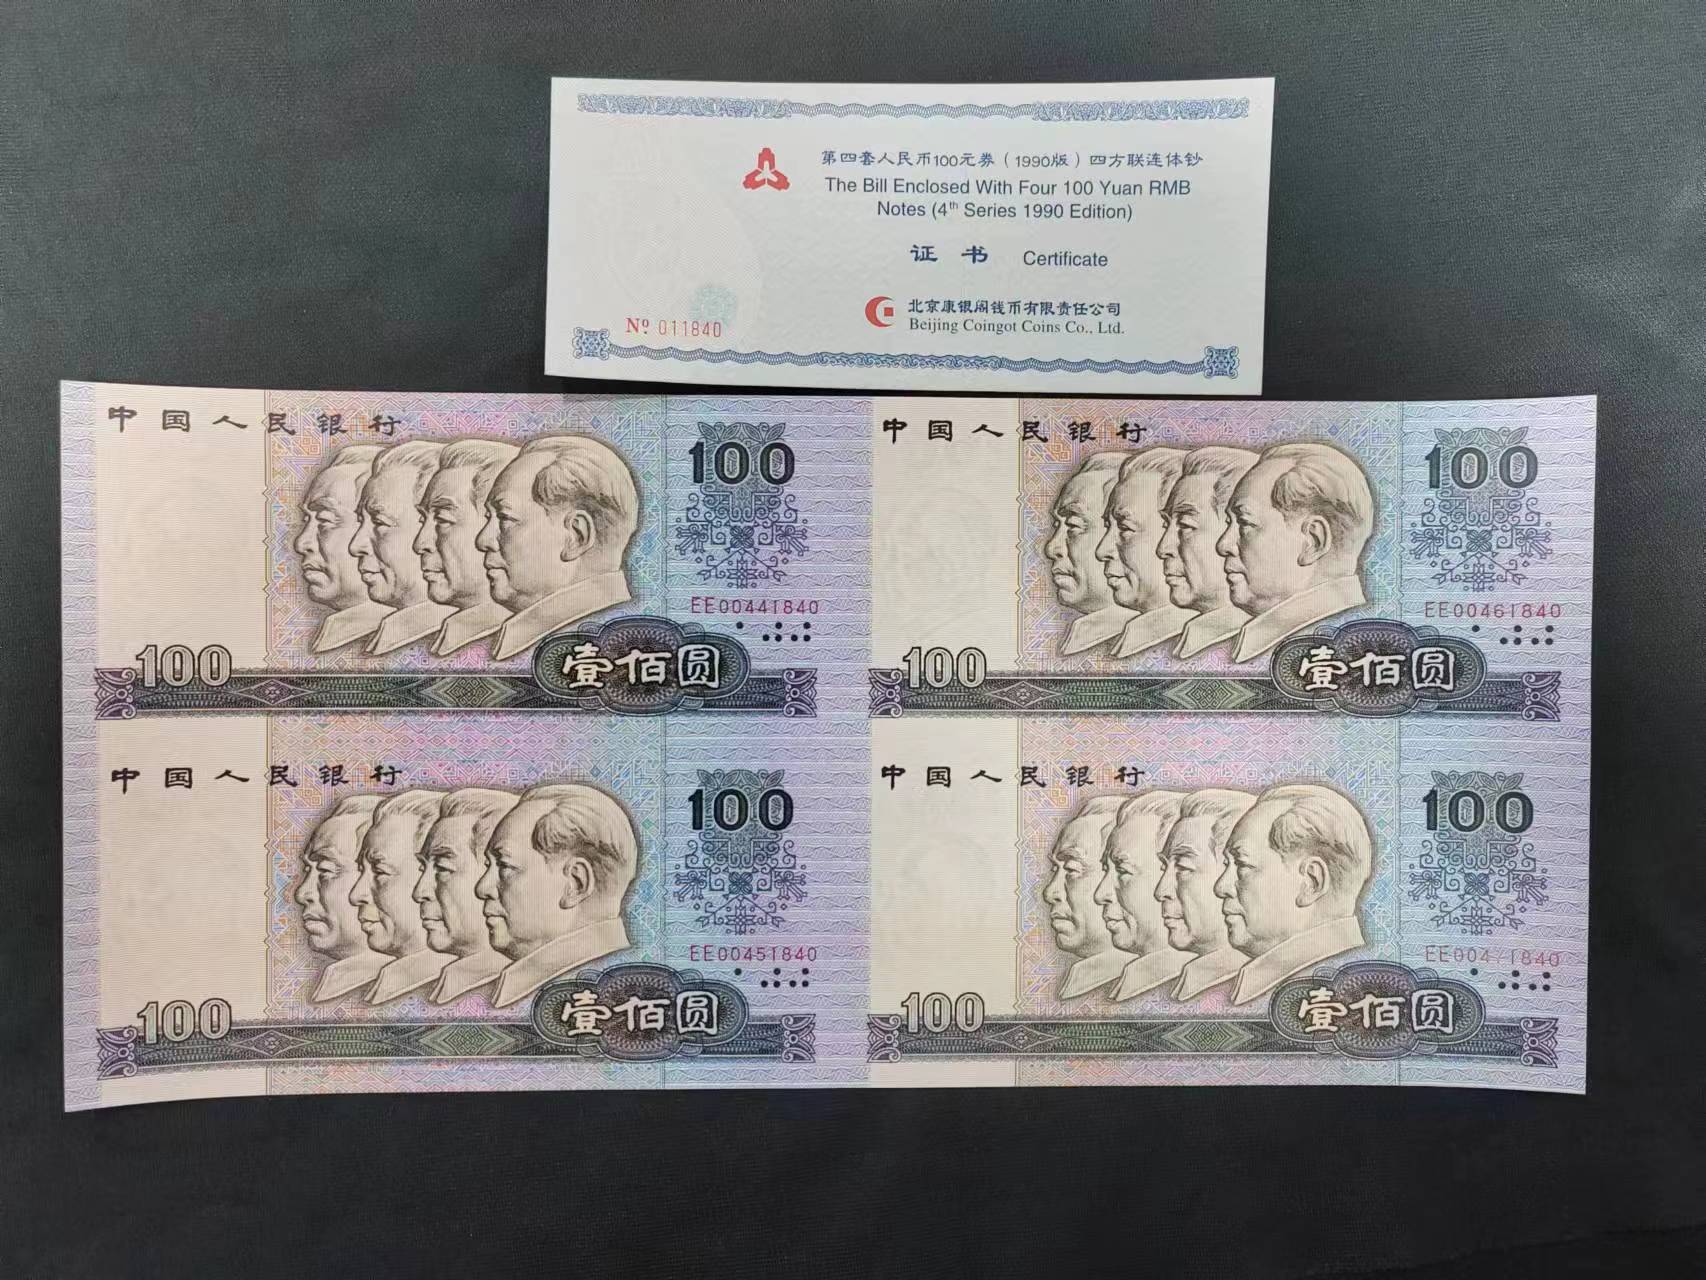 第四套人民币100元券（1990版）四方联连体钞
The Bill Enclosed With Four 100 Yuan RMB
Notes (4th Series 1990 Edition)
证书 Certificate
北京康银阁钱币有限责任公司
Beijing Coingot Coins Co., Ltd.
№ 011840
中国人民银行
100
EE00441840
100
壹佰圆
中国人民银行
100
EE00461840
100
壹佰圆
中国人民银行
100
EE00451840
100
壹佰圆
中国人民银行
100
EE00471840
100
壹佰圆